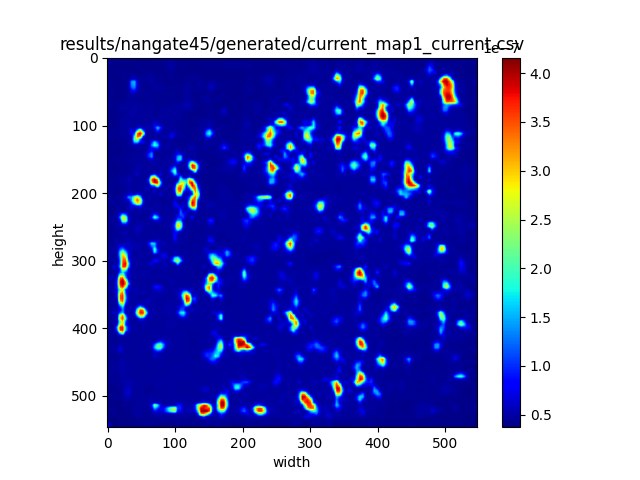 results/nangate45/generated/current_map1_current.csv
1e−7
0
100
200
300
400
500
height
0 100 200 300 400 500
width
4.0
3.5
3.0
2.5
2.0
1.5
1.0
0.5